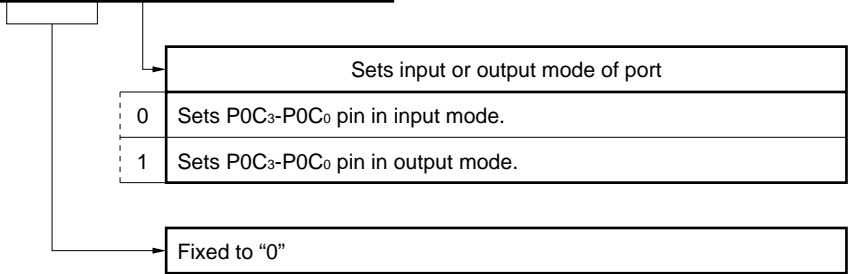 Sets input or output mode of port
0 Sets P0C₃-P0C₀ pin in input mode.
1 Sets P0C₃-P0C₀ pin in output mode.
Fixed to “0”